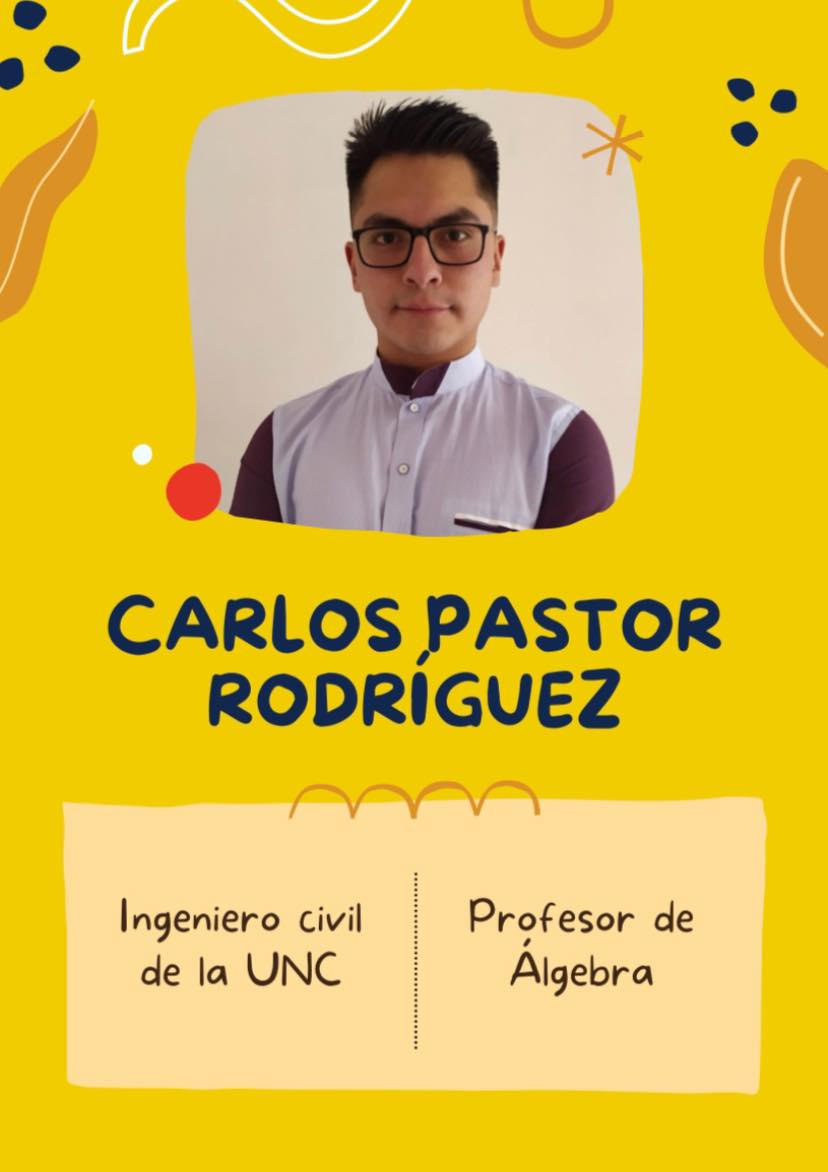 CARLOS PASTOR
RODRÍGUEZ
Ingeniero civil
de la UNC
Profesor de
Álgebra